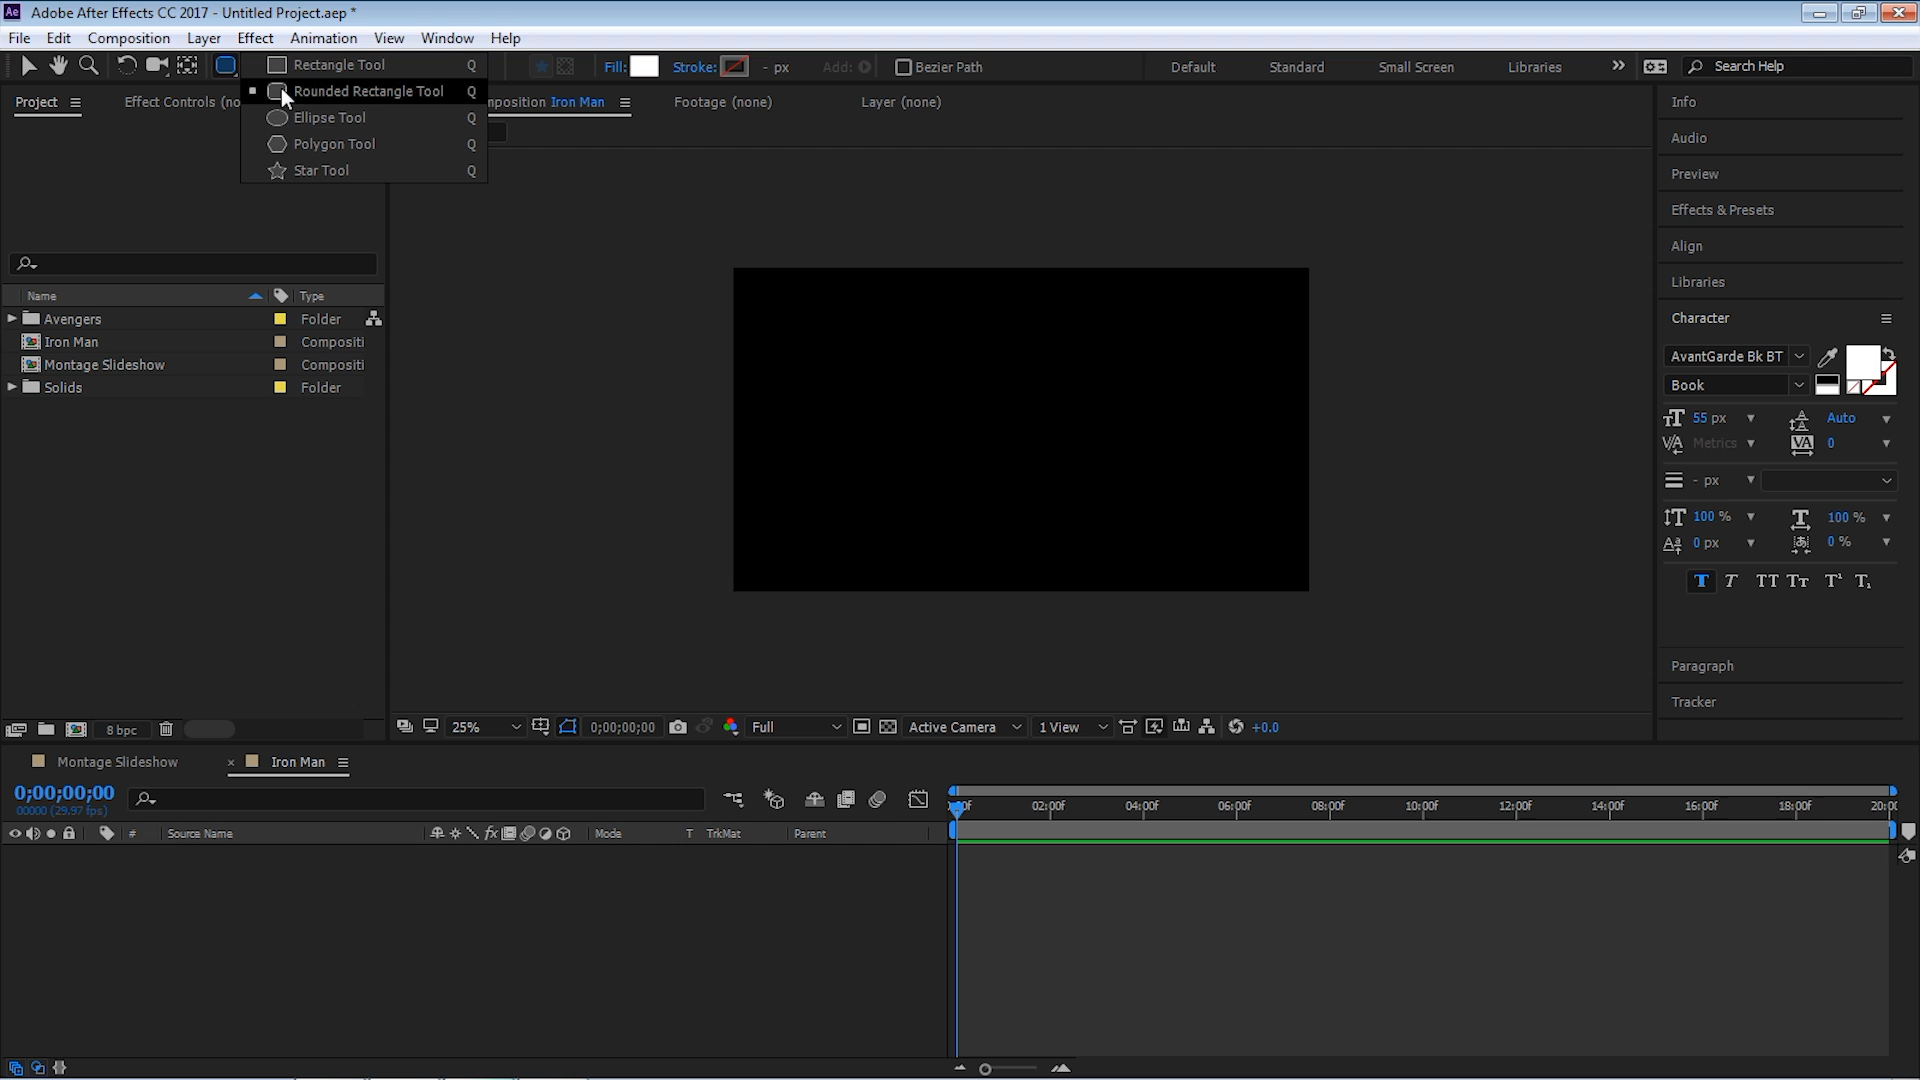 Ae Adobe After Effects CC 2017 - Untitled Project.aep *
File Edit Composition Layer Effect Animation View Window Help
Fill: Stroke: - px Add: Bezier Path Default Standard Small Screen Libraries Search Help
Rectangle Tool Q
Rounded Rectangle Tool Q
Ellipse Tool Q
Polygon Tool Q
Star Tool Q
Project Effect Controls (no mposition Iron Man Footage (none) Layer (none)
Name Type
Avengers Folder
Iron Man Compositi
Montage Slideshow Compositi
Solids Folder
8 bpc
25% 0;00;00;00 Full Active Camera 1 View +0.0
Info
Audio
Preview
Effects & Presets
Align
Libraries
Character
AvantGarde Bk BT
Book
55 px Auto
Metrics 0
- px
100 % 100 %
0 px 0 %
T T TT Tt T¹ T₁
Paragraph
Tracker
Montage Slideshow × Iron Man
0;00;00;00
00000 (29.97 fps)
# Source Name fx Mode T TrkMat Parent
02:00f 04:00f 06:00f 08:00f 10:00f 12:00f 14:00f 16:00f 18:00f